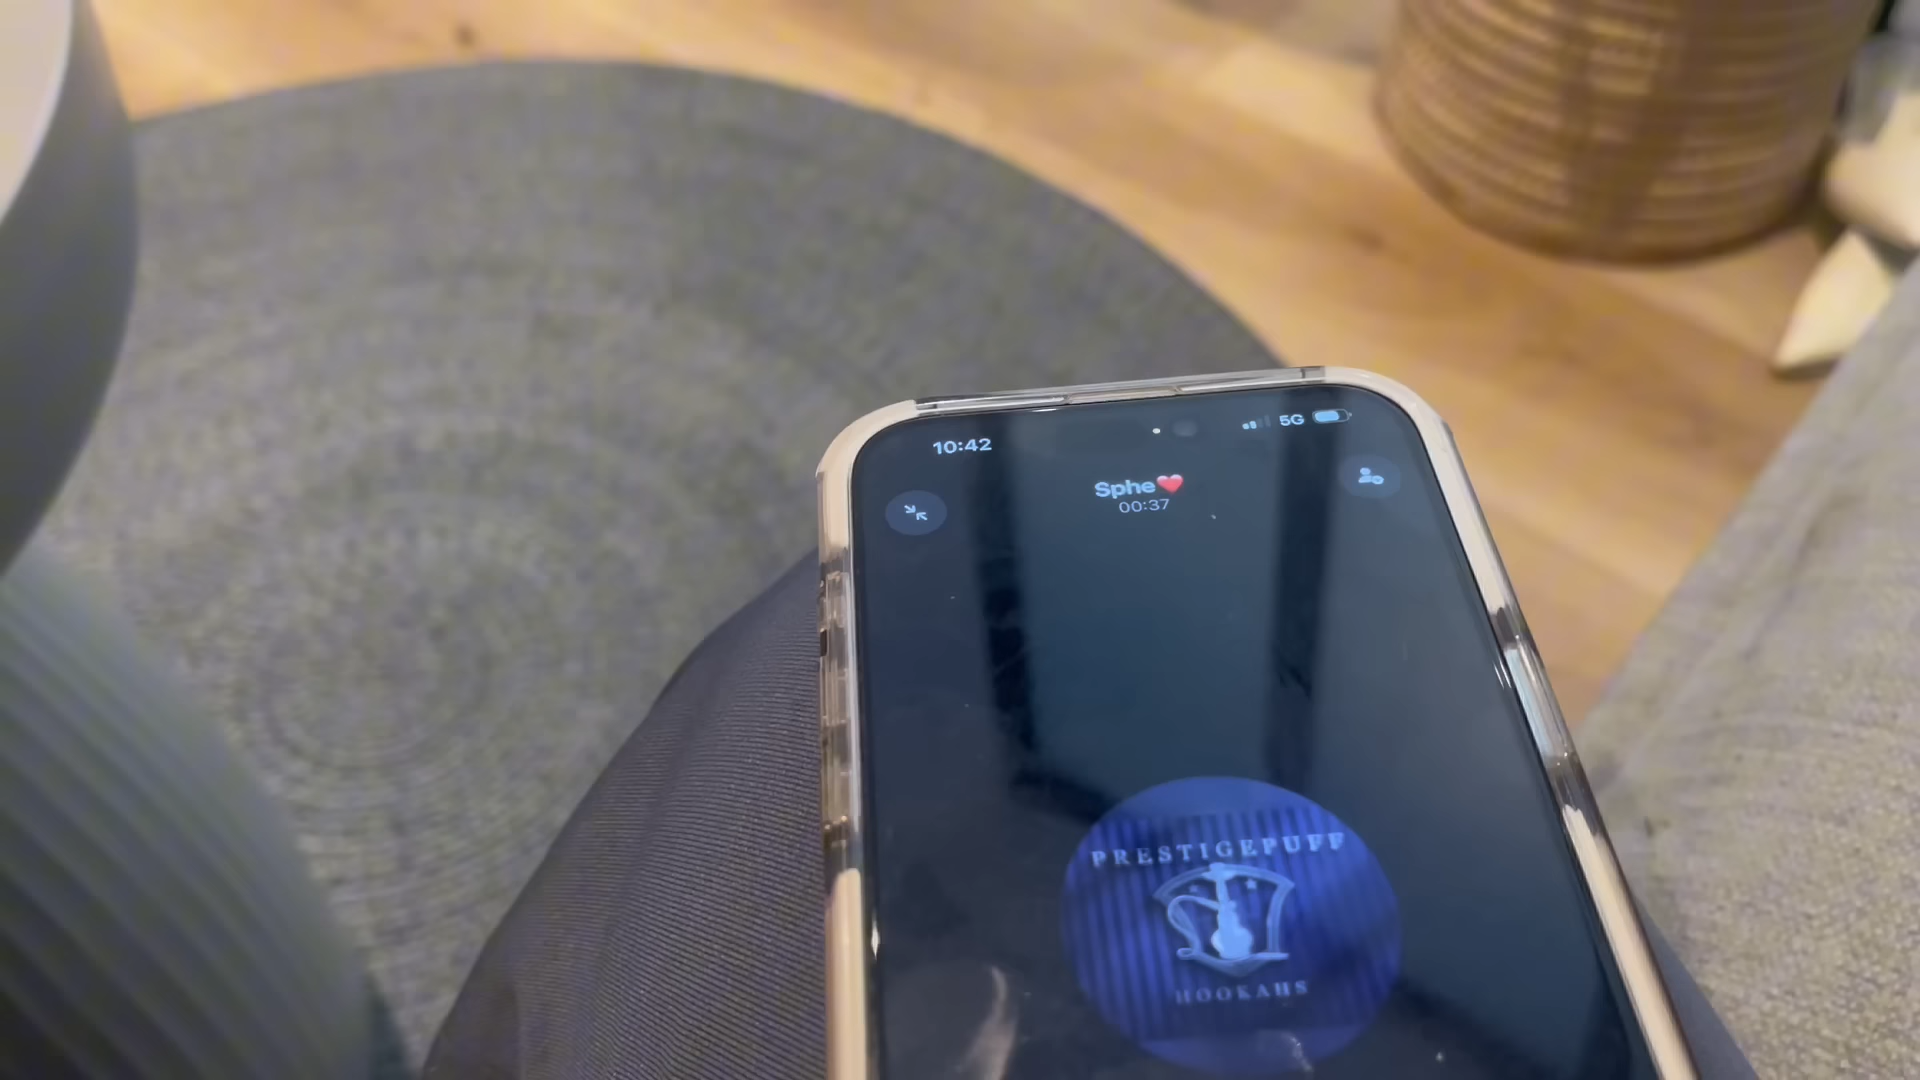 10:42
5G
Sphe❤️
00:37
PRESTIGEPUFF
HOOKAHS